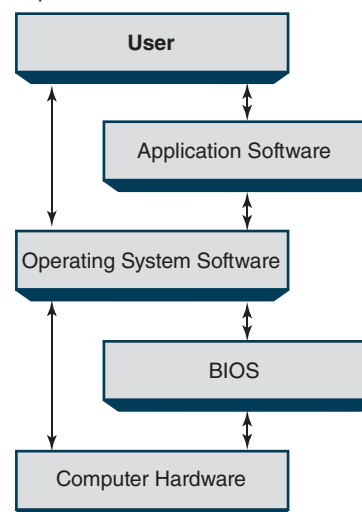 User
Application Software
Operating System Software
BIOS
Computer Hardware